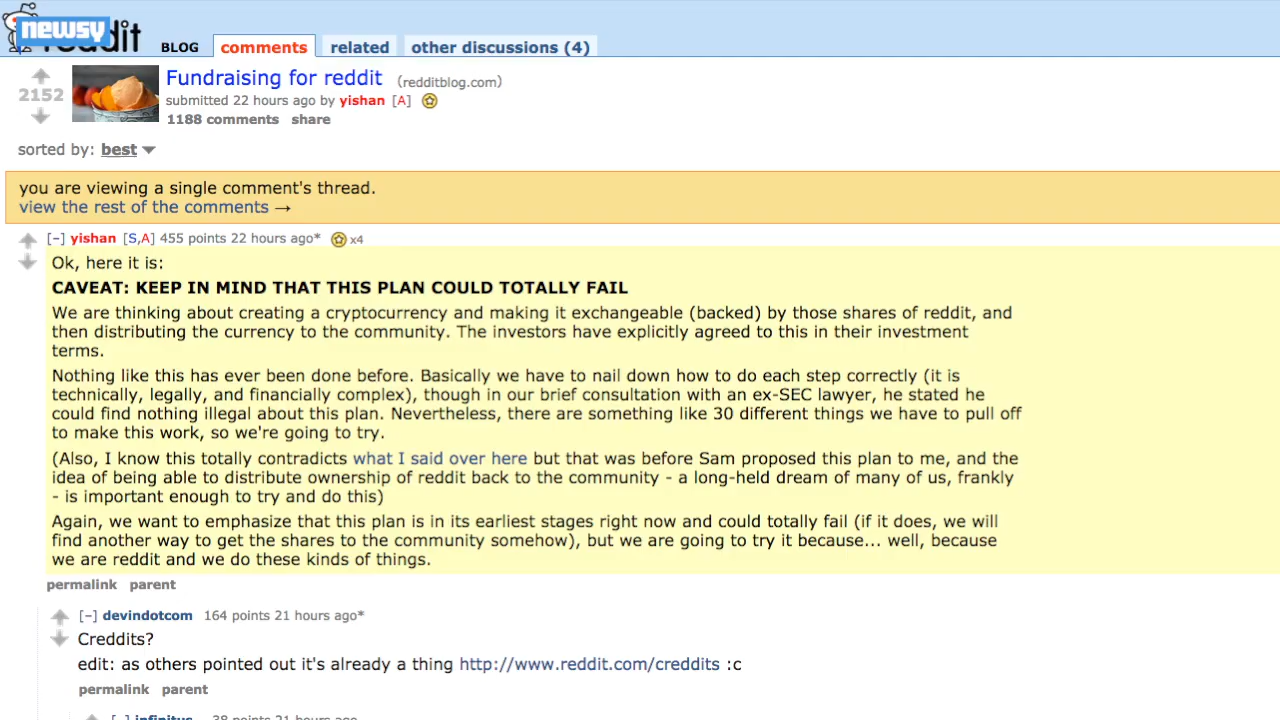 newsy
reddit BLOG comments related other discussions (4)
Fundraising for reddit (redditblog.com)
2152
submitted 22 hours ago by yishan [A]
1188 comments share
sorted by: best
you are viewing a single comment's thread.
view the rest of the comments →
[–] yishan [S,A] 455 points 22 hours ago* x4
Ok, here it is:
CAVEAT: KEEP IN MIND THAT THIS PLAN COULD TOTALLY FAIL
We are thinking about creating a cryptocurrency and making it exchangeable (backed) by those shares of reddit, and
then distributing the currency to the community. The investors have explicitly agreed to this in their investment
terms.
Nothing like this has ever been done before. Basically we have to nail down how to do each step correctly (it is
technically, legally, and financially complex), though in our brief consultation with an ex-SEC lawyer, he stated he
could find nothing illegal about this plan. Nevertheless, there are something like 30 different things we have to pull off
to make this work, so we're going to try.
(Also, I know this totally contradicts what I said over here but that was before Sam proposed this plan to me, and the
idea of being able to distribute ownership of reddit back to the community - a long-held dream of many of us, frankly
- is important enough to try and do this)
Again, we want to emphasize that this plan is in its earliest stages right now and could totally fail (if it does, we will
find another way to get the shares to the community somehow), but we are going to try it because... well, because
we are reddit and we do these kinds of things.
permalink parent
[–] devindotcom 164 points 21 hours ago*
Creddits?
edit: as others pointed out it's already a thing http://www.reddit.com/creddits :c
permalink parent
[–] infinitus 38 points 21 hours ago